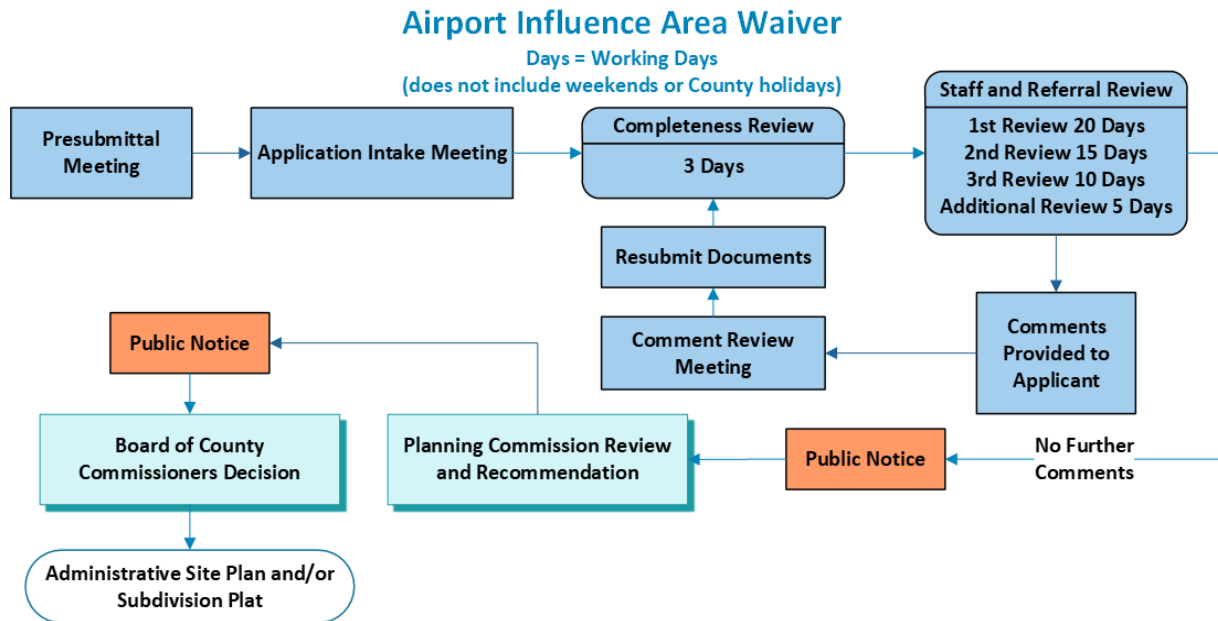 Airport Influence Area Waiver
Days = Working Days
(does not include weekends or County holidays)
Presubmittal
Meeting
Application Intake Meeting
Completeness Review
3 Days
Staff and Referral Review
1st Review 20 Days
2nd Review 15 Days
3rd Review 10 Days
Additional Review 5 Days
Resubmit Documents
Comment Review
Meeting
Comments
Provided to
Applicant
Public Notice
Board of County
Commissioners Decision
Planning Commission Review
and Recommendation
Public Notice
No Further
Comments
Administrative Site Plan and/or
Subdivision Plat